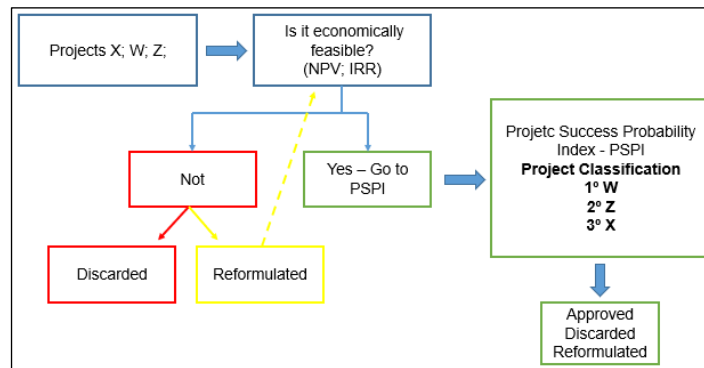 Projects X; W; Z;
Is it economically
feasible?
(NPV; IRR)
Not
Yes – Go to
PSPI
Discarded
Reformulated
Projetc Success Probability
Index - PSPI
Project Classification
1º W
2º Z
3º X
Approved
Discarded
Reformulated